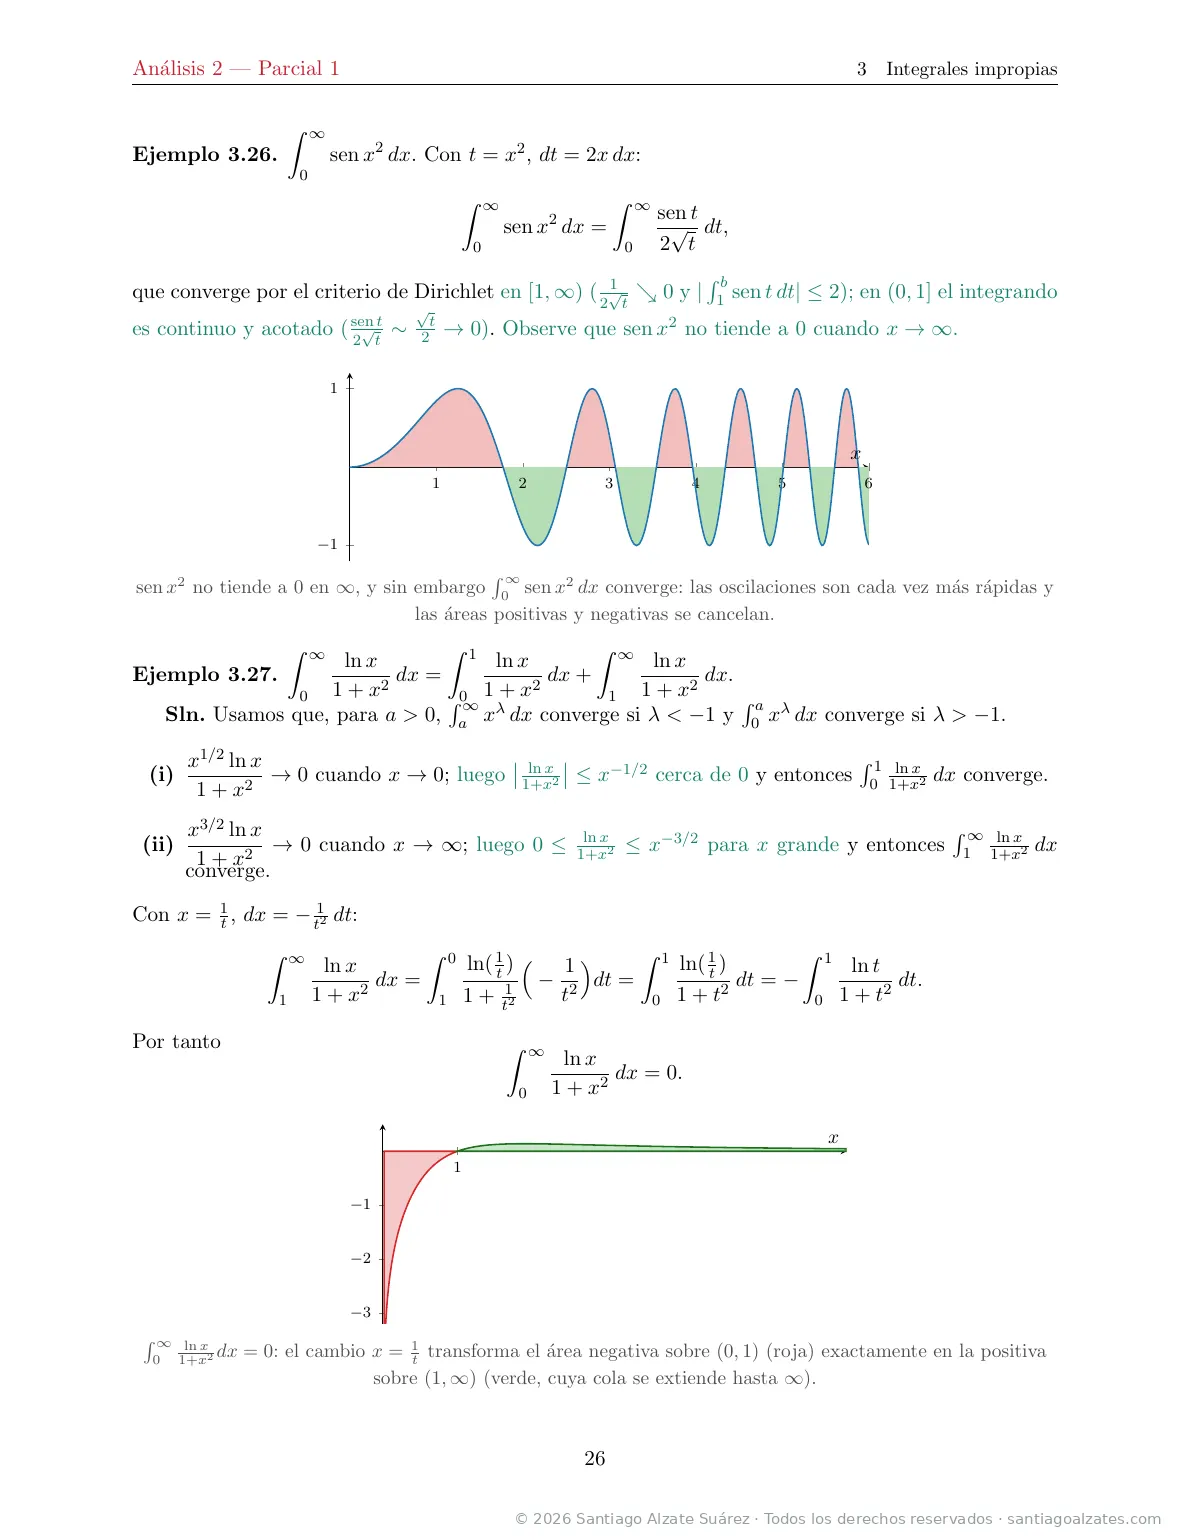 Análisis 2 — Parcial 1
3 Integrales impropias
Ejemplo 3.26. ∫_0^∞ sen x² dx. Con t = x², dt = 2x dx:
∫_0^∞ sen x² dx = ∫_0^∞ (sen t)/(2√t) dt,
que converge por el criterio de Dirichlet en [1, ∞) (1/(2√t) ↘ 0 y |∫_1^b sen t dt| ≤ 2); en (0, 1] el integrando
es continuo y acotado ((sen t)/(2√t) ∼ √t/2 → 0). Observe que sen x² no tiende a 0 cuando x → ∞.
1
x
1 2 3 4 5 6
−1
sen x² no tiende a 0 en ∞, y sin embargo ∫_0^∞ sen x² dx converge: las oscilaciones son cada vez más rápidas y
las áreas positivas y negativas se cancelan.
Ejemplo 3.27. ∫_0^∞ (ln x)/(1 + x²) dx = ∫_0^1 (ln x)/(1 + x²) dx + ∫_1^∞ (ln x)/(1 + x²) dx.
Sln. Usamos que, para a > 0, ∫_a^∞ x^λ dx converge si λ < −1 y ∫_0^a x^λ dx converge si λ > −1.
(i) (x^{1/2} ln x)/(1 + x²) → 0 cuando x → 0; luego |(ln x)/(1+x²)| ≤ x^{−1/2} cerca de 0 y entonces ∫_0^1 (ln x)/(1+x²) dx converge.
(ii) (x^{3/2} ln x)/(1 + x²) → 0 cuando x → ∞; luego 0 ≤ (ln x)/(1+x²) ≤ x^{−3/2} para x grande y entonces ∫_1^∞ (ln x)/(1+x²) dx
converge.
Con x = 1/t, dx = −1/t² dt:
∫_1^∞ (ln x)/(1 + x²) dx = ∫_1^0 (ln(1/t))/(1 + 1/t²) (− 1/t²) dt = ∫_0^1 (ln(1/t))/(1 + t²) dt = − ∫_0^1 (ln t)/(1 + t²) dt.
Por tanto
∫_0^∞ (ln x)/(1 + x²) dx = 0.
x
1
−1
−2
−3
∫_0^∞ (ln x)/(1+x²) dx = 0: el cambio x = 1/t transforma el área negativa sobre (0, 1) (roja) exactamente en la positiva
sobre (1, ∞) (verde, cuya cola se extiende hasta ∞).
26
© 2026 Santiago Alzate Suárez · Todos los derechos reservados · santiagoalzates.com